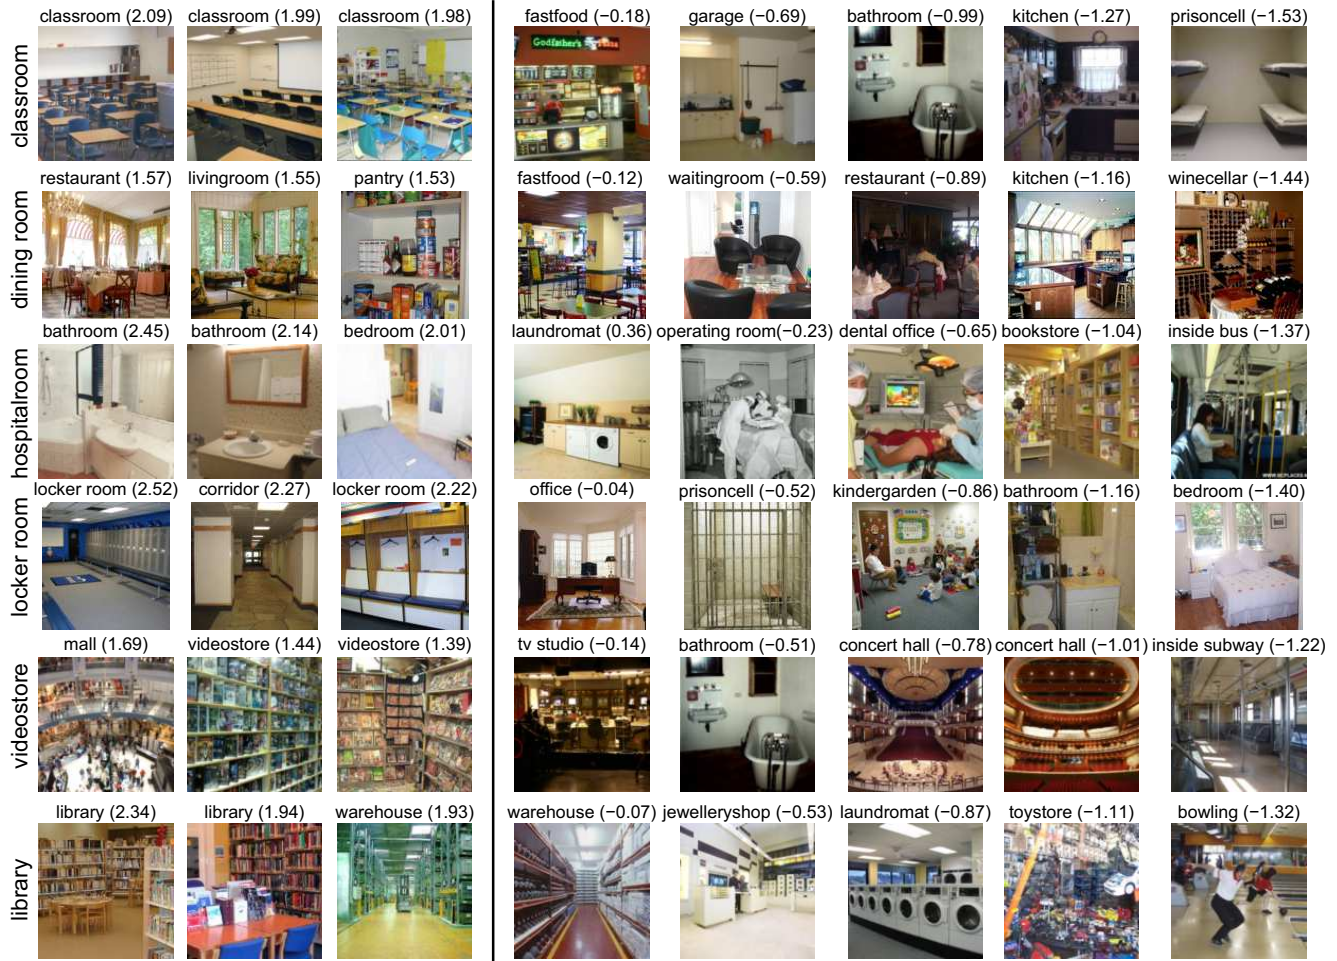 classroom (2.09) classroom (1.99) classroom (1.98) fastfood (−0.18) garage (−0.69) bathroom (−0.99) kitchen (−1.27) prisoncell (−1.53)
classroom
Godfather's
restaurant (1.57) livingroom (1.55) pantry (1.53) fastfood (−0.12) waitingroom (−0.59) restaurant (−0.89) kitchen (−1.16) winecellar (−1.44)
dining room
bathroom (2.45) bathroom (2.14) bedroom (2.01) laundromat (0.36) operating room(−0.23) dental office (−0.65) bookstore (−1.04) inside bus (−1.37)
hospitalroom
locker room (2.52) corridor (2.27) locker room (2.22) office (−0.04) prisoncell (−0.52) kindergarden (−0.86) bathroom (−1.16) bedroom (−1.40)
locker room
mall (1.69) videostore (1.44) videostore (1.39) tv studio (−0.14) bathroom (−0.51) concert hall (−0.78) concert hall (−1.01) inside subway (−1.22)
videostore
library (2.34) library (1.94) warehouse (1.93) warehouse (−0.07) jewelleryshop (−0.53) laundromat (−0.87) toystore (−1.11) bowling (−1.32)
library